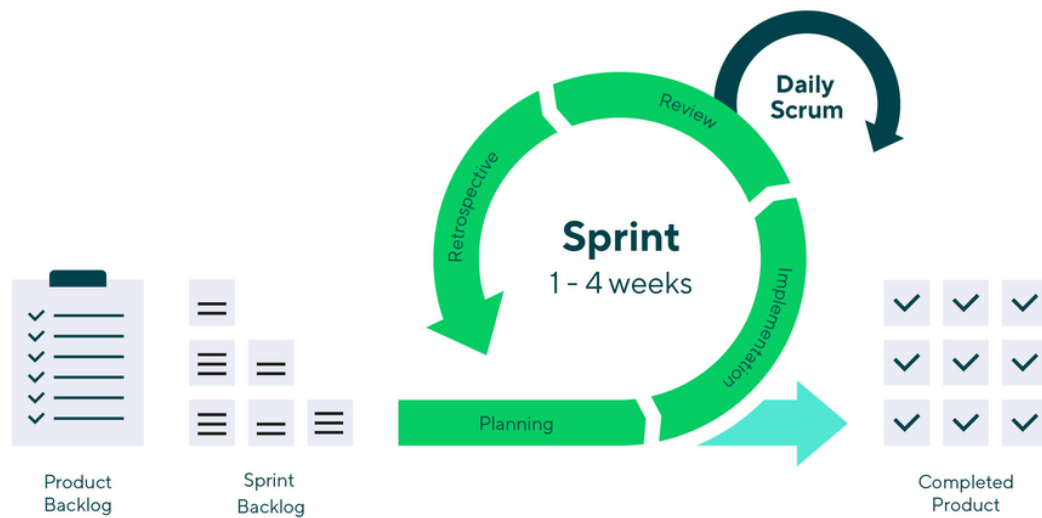 Daily
Scrum
Review
Retrospective
Sprint
1 - 4 weeks
Implementation
Planning
Product
Backlog
Sprint
Backlog
Completed
Product